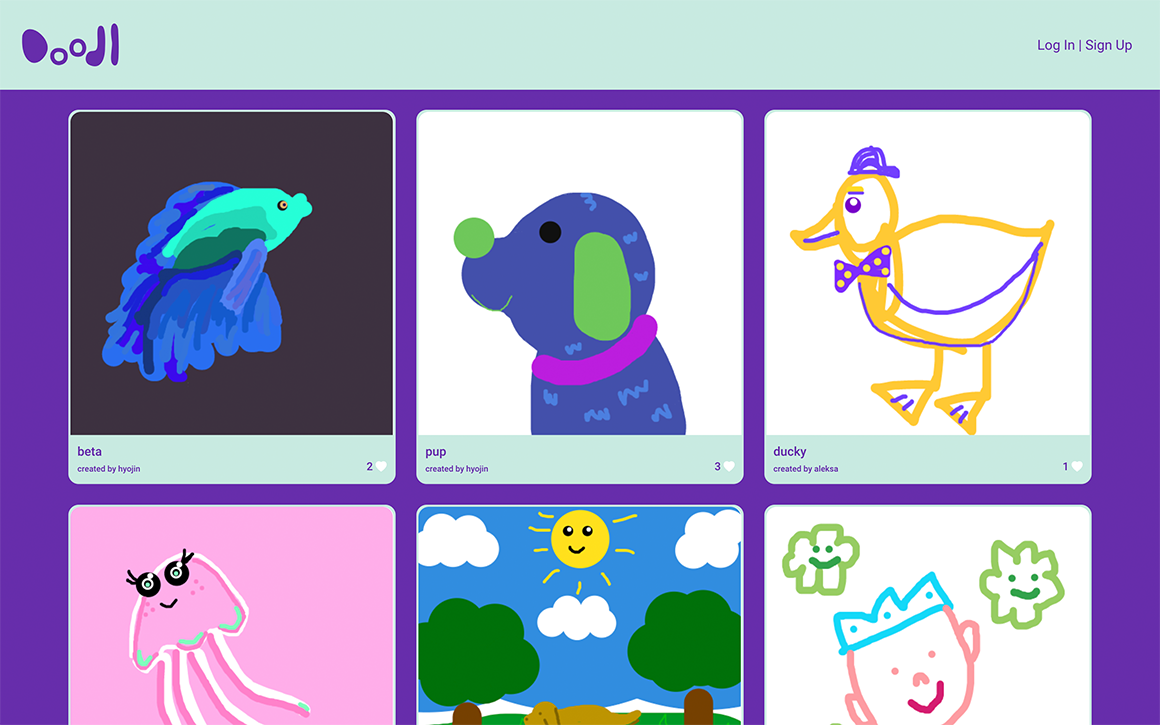 Doodl
Log In | Sign Up
beta
created by hyojin
2
pup
created by hyojin
3
ducky
created by aleksa
1